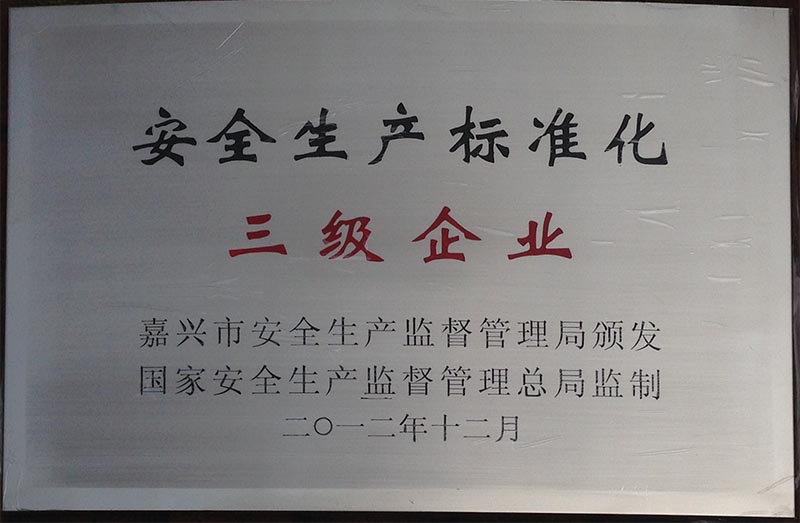 安全生产标准化
三级企业
嘉兴市安全生产监督管理局颁发
国家安全生产监督管理总局监制
二〇一二年十二月